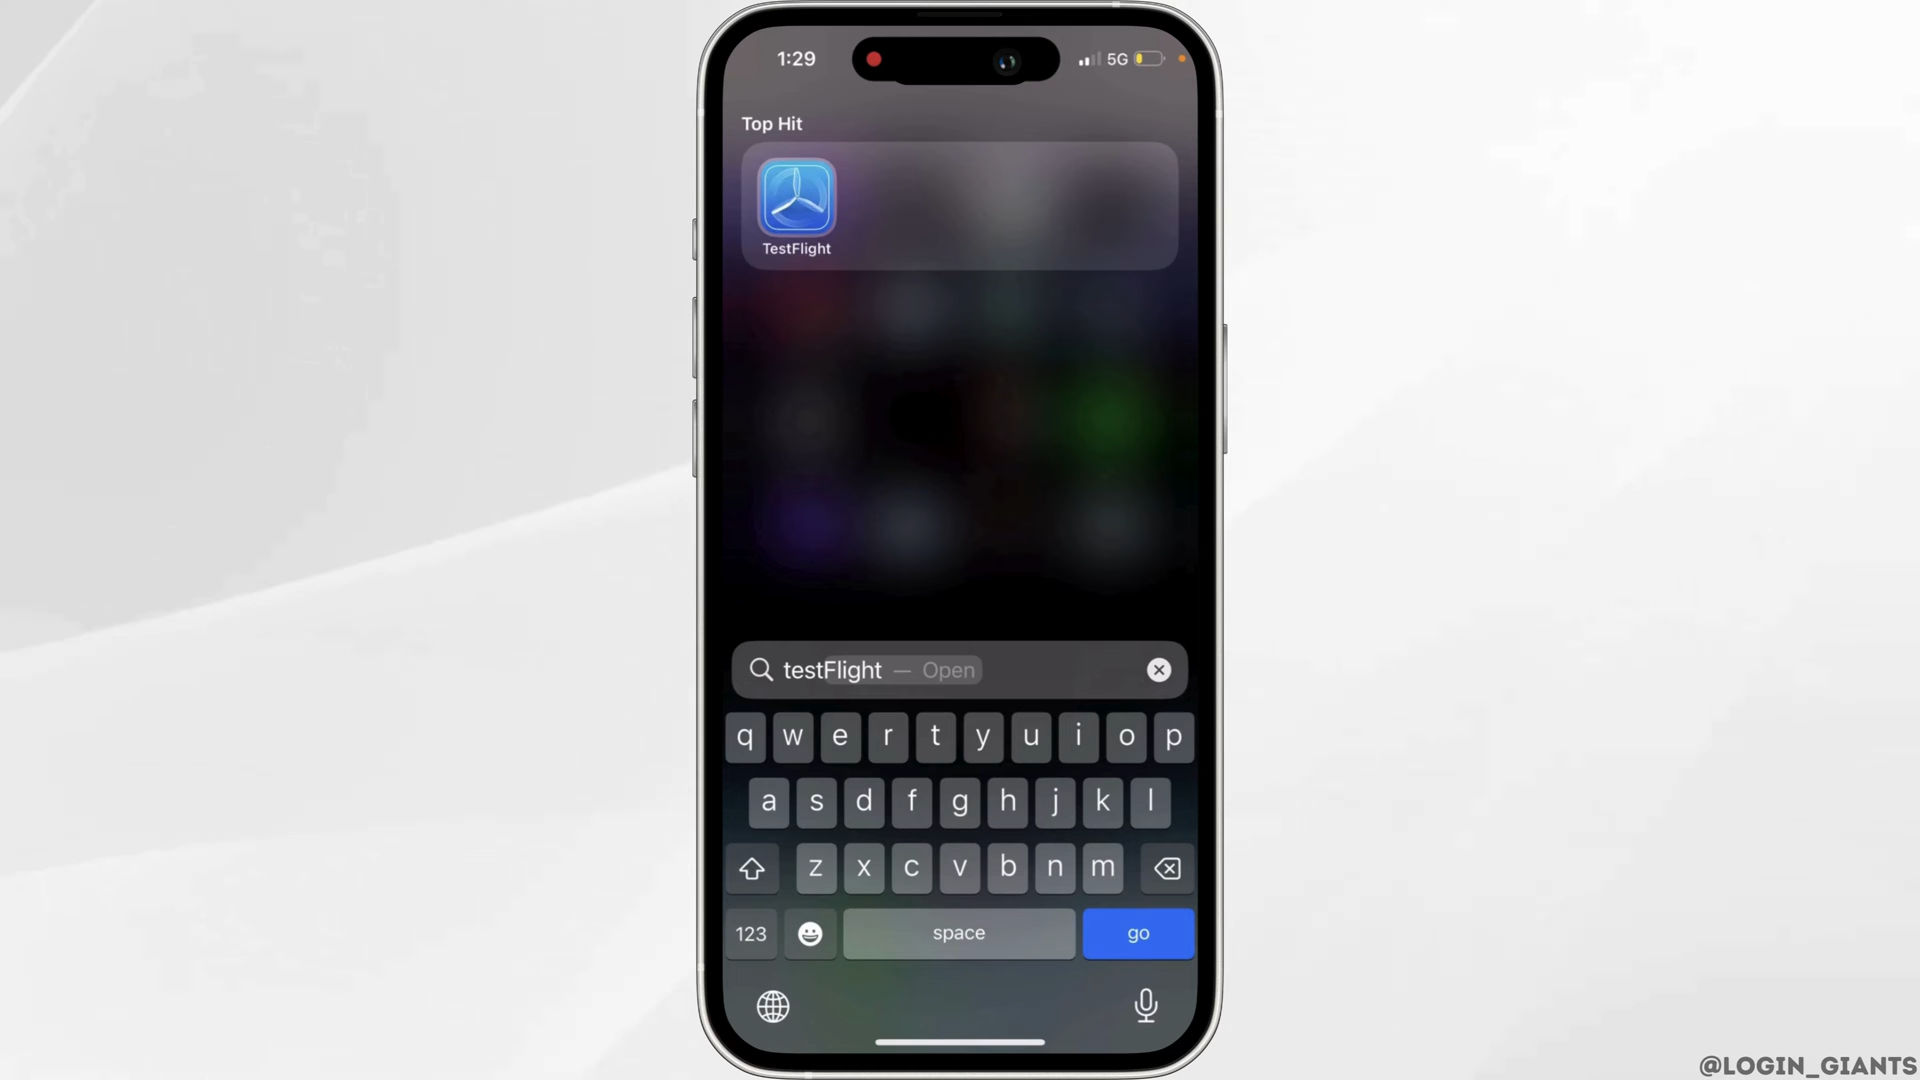 1:29
5G
Top Hit
TestFlight
testFlight — Open
q w e r t y u i o p
a s d f g h j k l
z x c v b n m
123 space go
@LOGIN_GIANTS